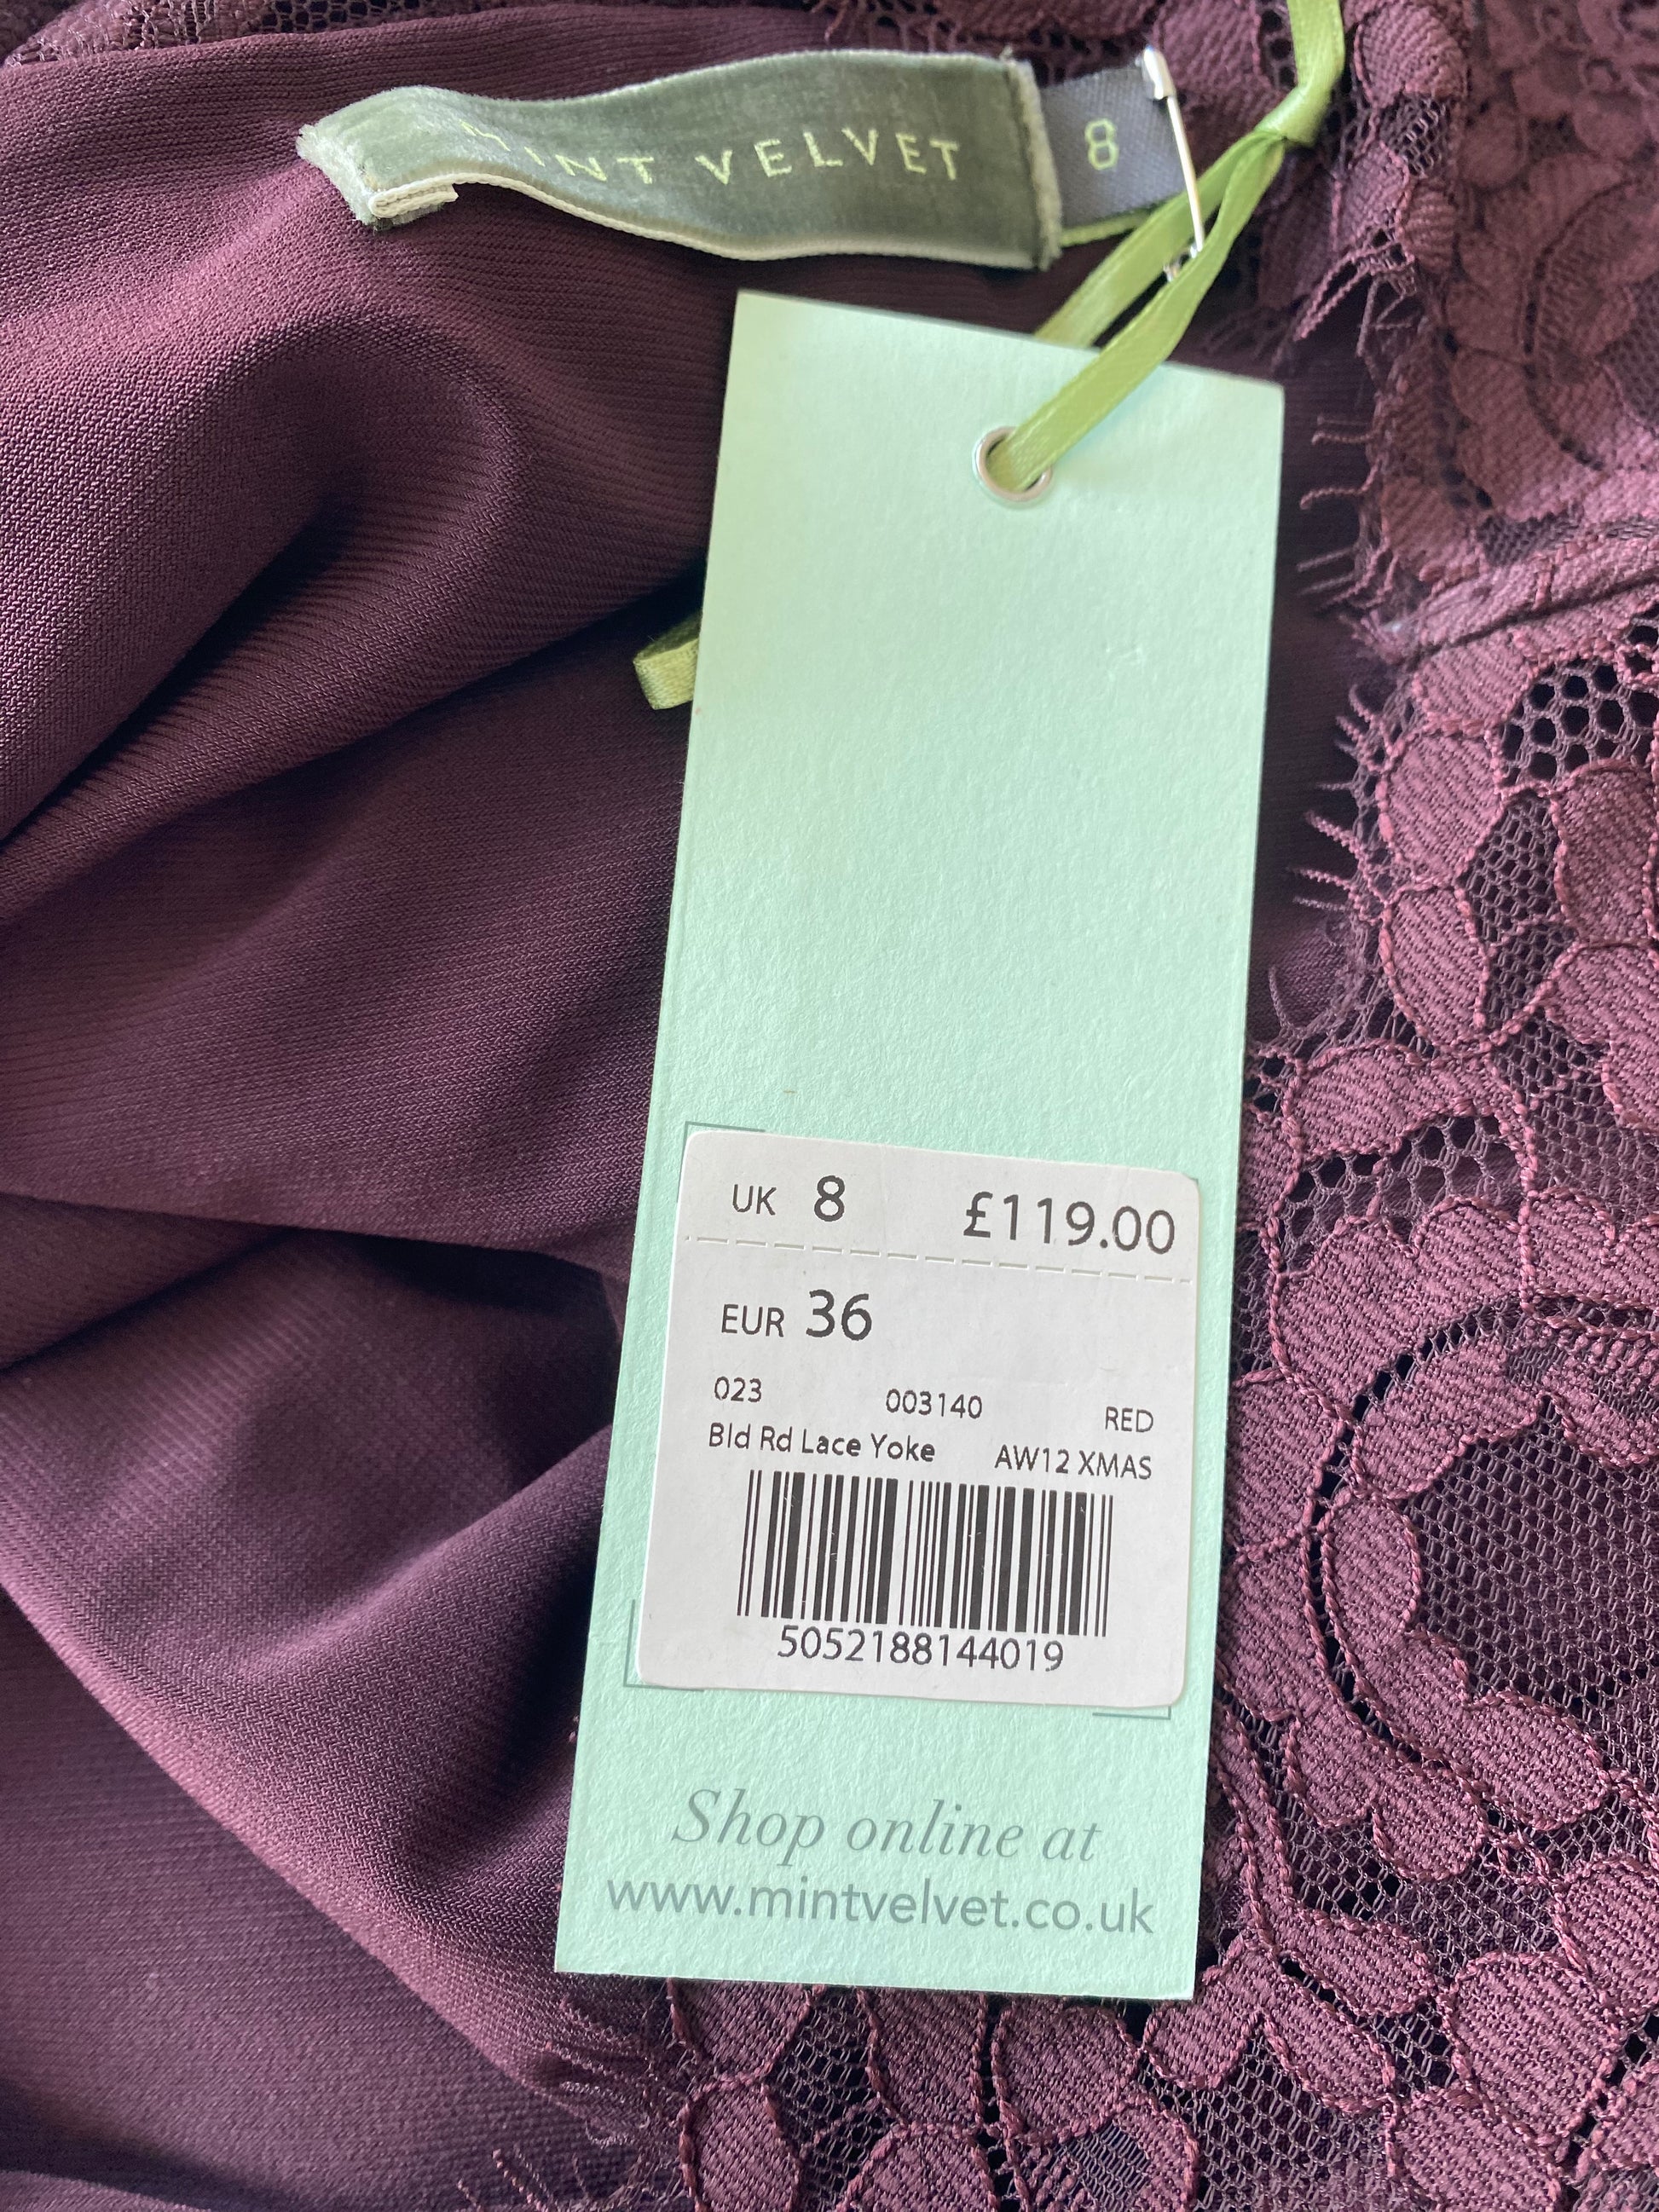 MINT VELVET
8
UK 8 £119.00
EUR 36
023 003140 RED
Bld Rd Lace Yoke AW12 XMAS
5052188144019
Shop online at
www.mintvelvet.co.uk